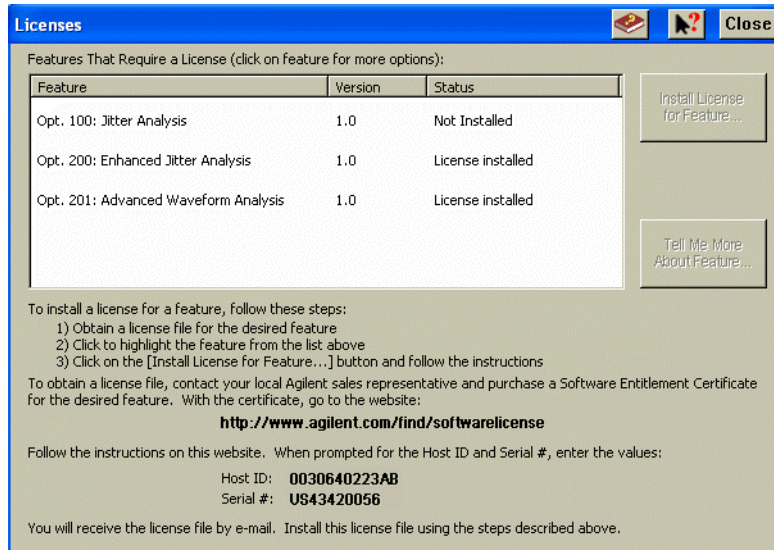 Licenses
Close
Features That Require a License (click on feature for more options):
Feature Version Status
Opt. 100: Jitter Analysis 1.0 Not Installed
Opt. 200: Enhanced Jitter Analysis 1.0 License installed
Opt. 201: Advanced Waveform Analysis 1.0 License installed
Install License
for Feature...
Tell Me More
About Feature...
To install a license for a feature, follow these steps:
1) Obtain a license file for the desired feature
2) Click to highlight the feature from the list above
3) Click on the [Install License for Feature...] button and follow the instructions
To obtain a license file, contact your local Agilent sales representative and purchase a Software Entitlement Certificate
for the desired feature. With the certificate, go to the website:
http://www.agilent.com/find/softwarelicense
Follow the instructions on this website. When prompted for the Host ID and Serial #, enter the values:
Host ID: 0030640223AB
Serial #: US43420056
You will receive the license file by e-mail. Install this license file using the steps described above.